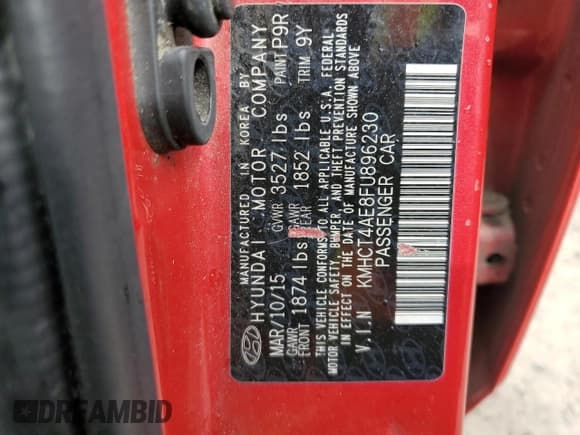 MANUFACTURED IN KOREA BY
HYUNDAI MOTOR COMPANY
MAR/10/15 GVWR 3527 lbs PAINT P9R
GAWR FRONT 1874 lbs GAWR REAR 1852 lbs TRIM 9Y
THIS VEHICLE CONFORMS TO ALL APPLICABLE U.S.A. FEDERAL
MOTOR VEHICLE SAFETY, BUMPER, AND THEFT PREVENTION STANDARDS
IN EFFECT ON THE DATE OF MANUFACTURE SHOWN ABOVE
V.I.N KMHCT4AE8FU896230
PASSENGER CAR
DREAMBID